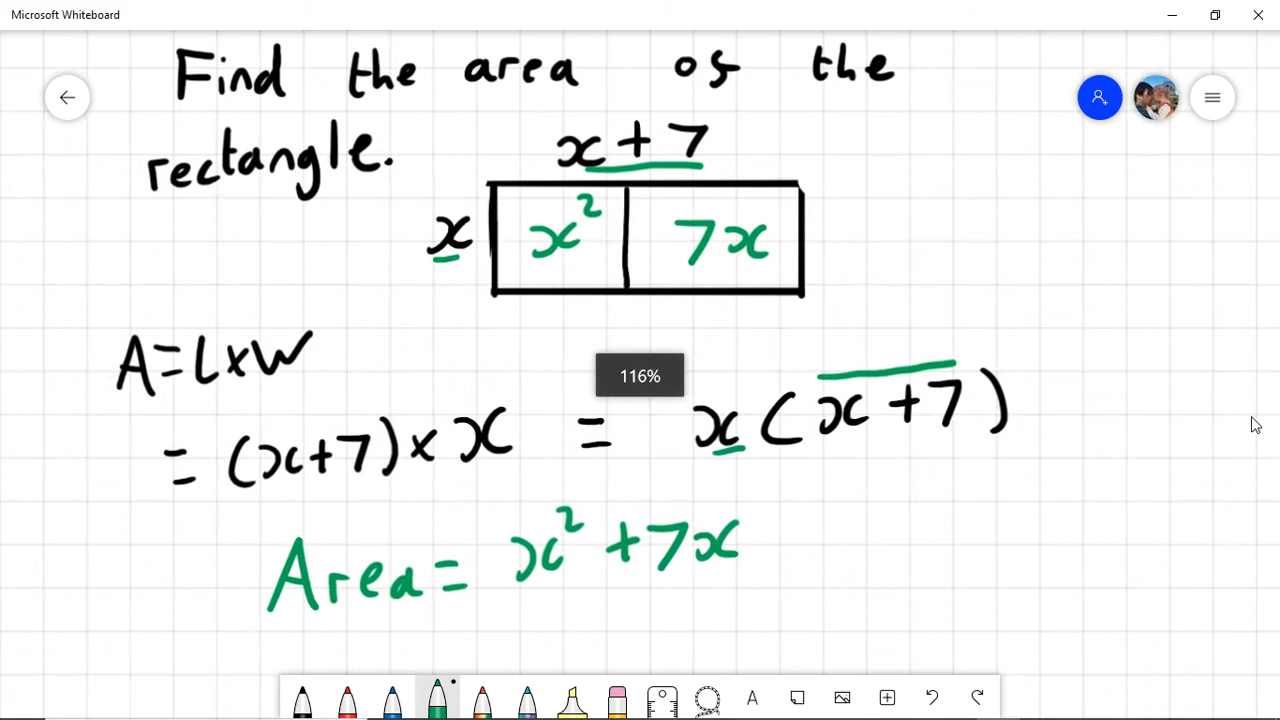 Microsoft Whiteboard
Find the area of the
rectangle.
x + 7
x
x² 7x
A = L x W
116%
= (x+7) × x = x (x + 7)
Area = x² + 7x
A